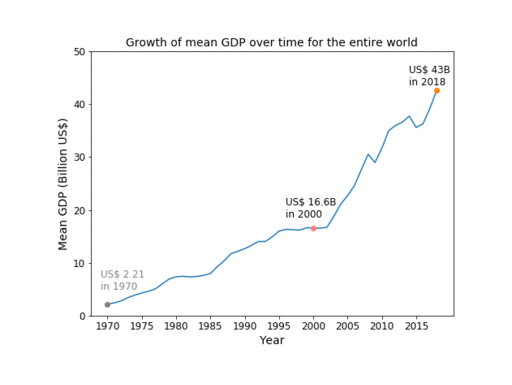 Growth of mean GDP over time for the entire world
50
40
30
20
10
0
Mean GDP (Billion US$)
US$ 43B
in 2018
US$ 16.6B
in 2000
US$ 2.21
in 1970
1970 1975 1980 1985 1990 1995 2000 2005 2010 2015
Year